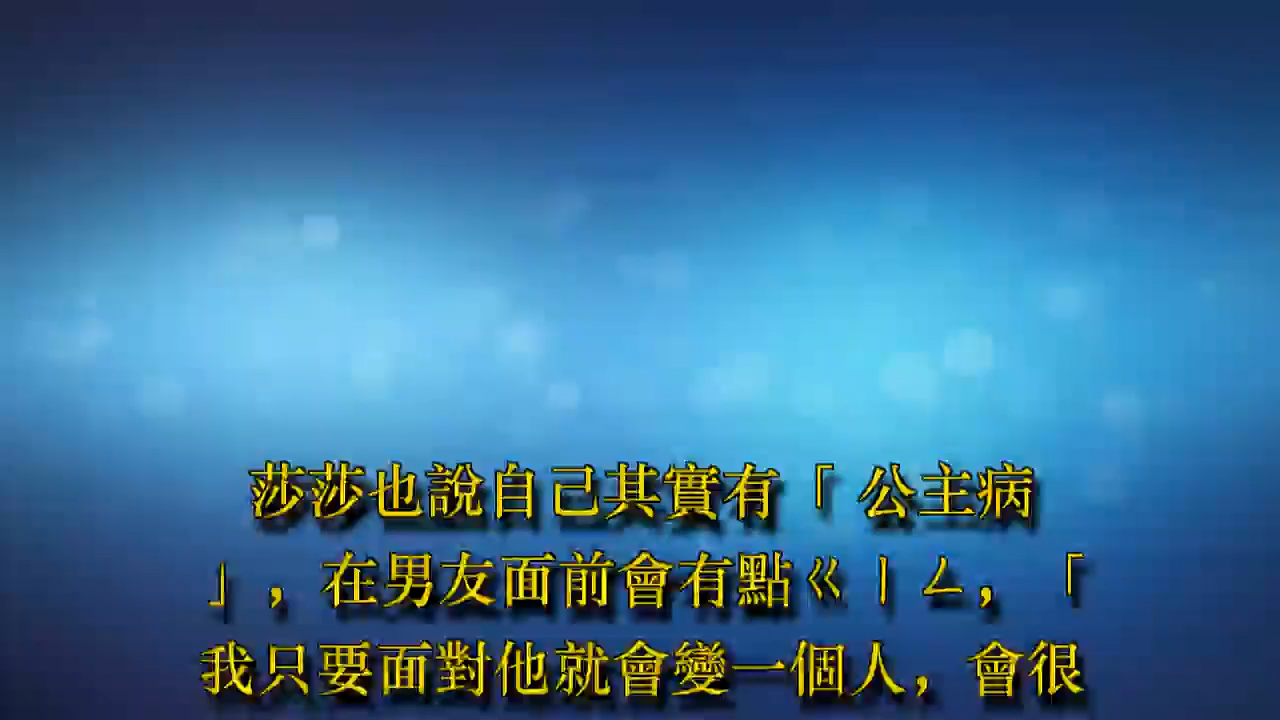 莎莎也說自己其實有「公主病
」，在男友面前會有點ㄍㄧㄥ，「
我只要面對他就會變一個人，會很